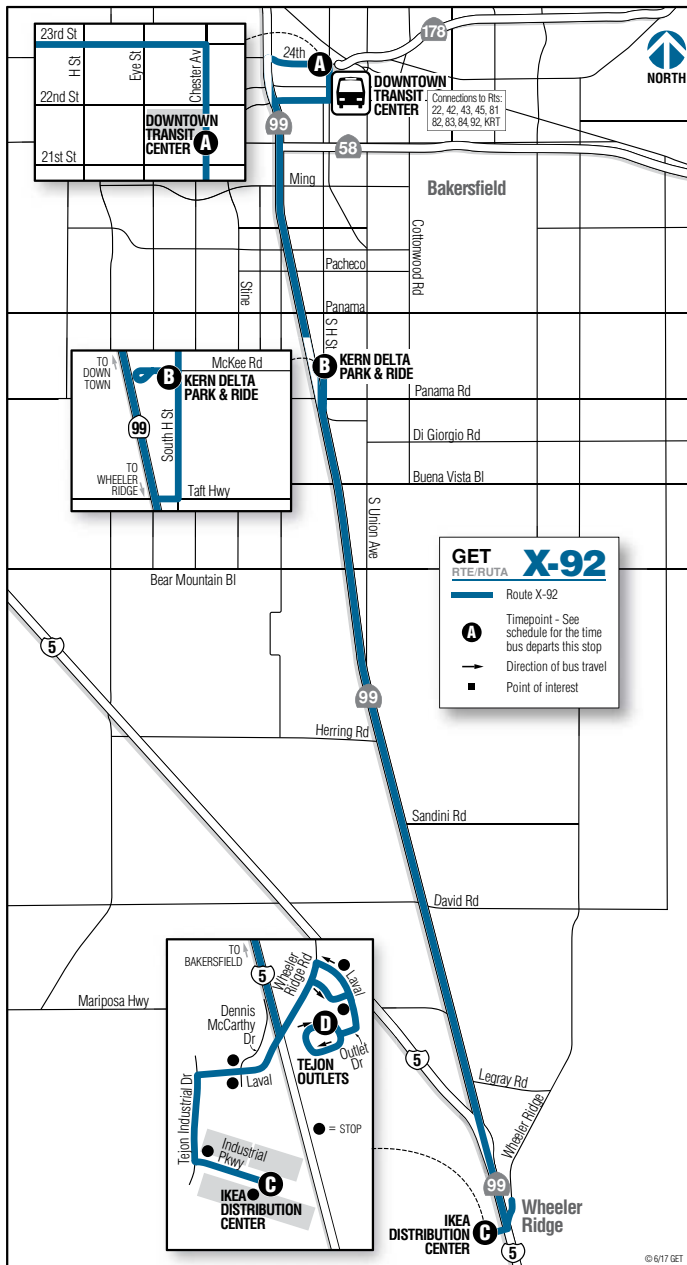 23rd St
H St
Eye St
Chester Av
22nd St
DOWNTOWN
TRANSIT
CENTER
A
21st St
24th
A
178
NORTH
DOWNTOWN
TRANSIT
CENTER
Connections to Rts:
22, 42, 43, 45, 81
82, 83, 84, 92, KRT
99
58
Ming
Bakersfield
Cottonwood Rd
Pacheco
Stine
Panama
S H St
B
KERN DELTA
PARK & RIDE
TO
DOWN
TOWN
McKee Rd
B
KERN DELTA
PARK & RIDE
99
South H St
TO
WHEELER
RIDGE
Taft Hwy
Panama Rd
Di Giorgio Rd
Buena Vista Bl
S Union Ave
Bear Mountain Bl
GET
RTE/RUTA
X-92
Route X-92
A
Timepoint - See
schedule for the time
bus departs this stop
Direction of bus travel
Point of interest
5
99
Herring Rd
Sandini Rd
David Rd
Mariposa Hwy
TO
BAKERSFIELD
5
Wheeler
Ridge Rd
Laval
Dennis
McCarthy
Dr
D
TEJON
OUTLETS
Outlet
Dr
Laval
Tejon Industrial Dr
= STOP
Industrial
Pkwy
C
IKEA
DISTRIBUTION
CENTER
5
Legray Rd
Wheeler Ridge
99
Wheeler
Ridge
IKEA
DISTRIBUTION
CENTER
C
5
© 6/17 GET